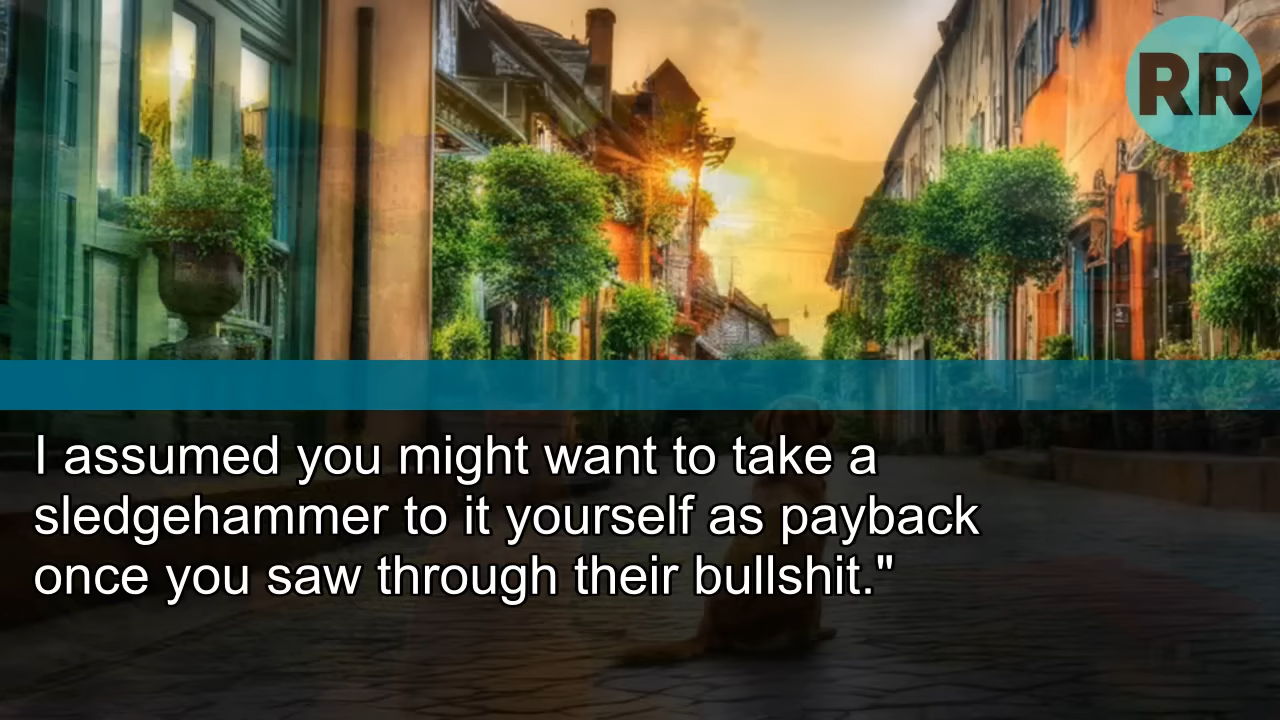 RR
I assumed you might want to take a
sledgehammer to it yourself as payback
once you saw through their bullshit."